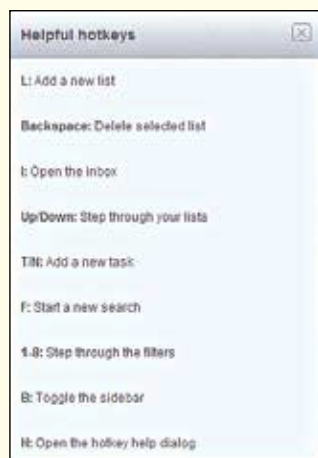 Helpful hotkeys
L: Add a new list
Backspace: Delete selected list
I: Open the inbox
Up/Down: Step through your lists
T/N: Add a new task
F: Start a new search
1-8: Step through the filters
B: Toggle the sidebar
H: Open the hotkey help dialog